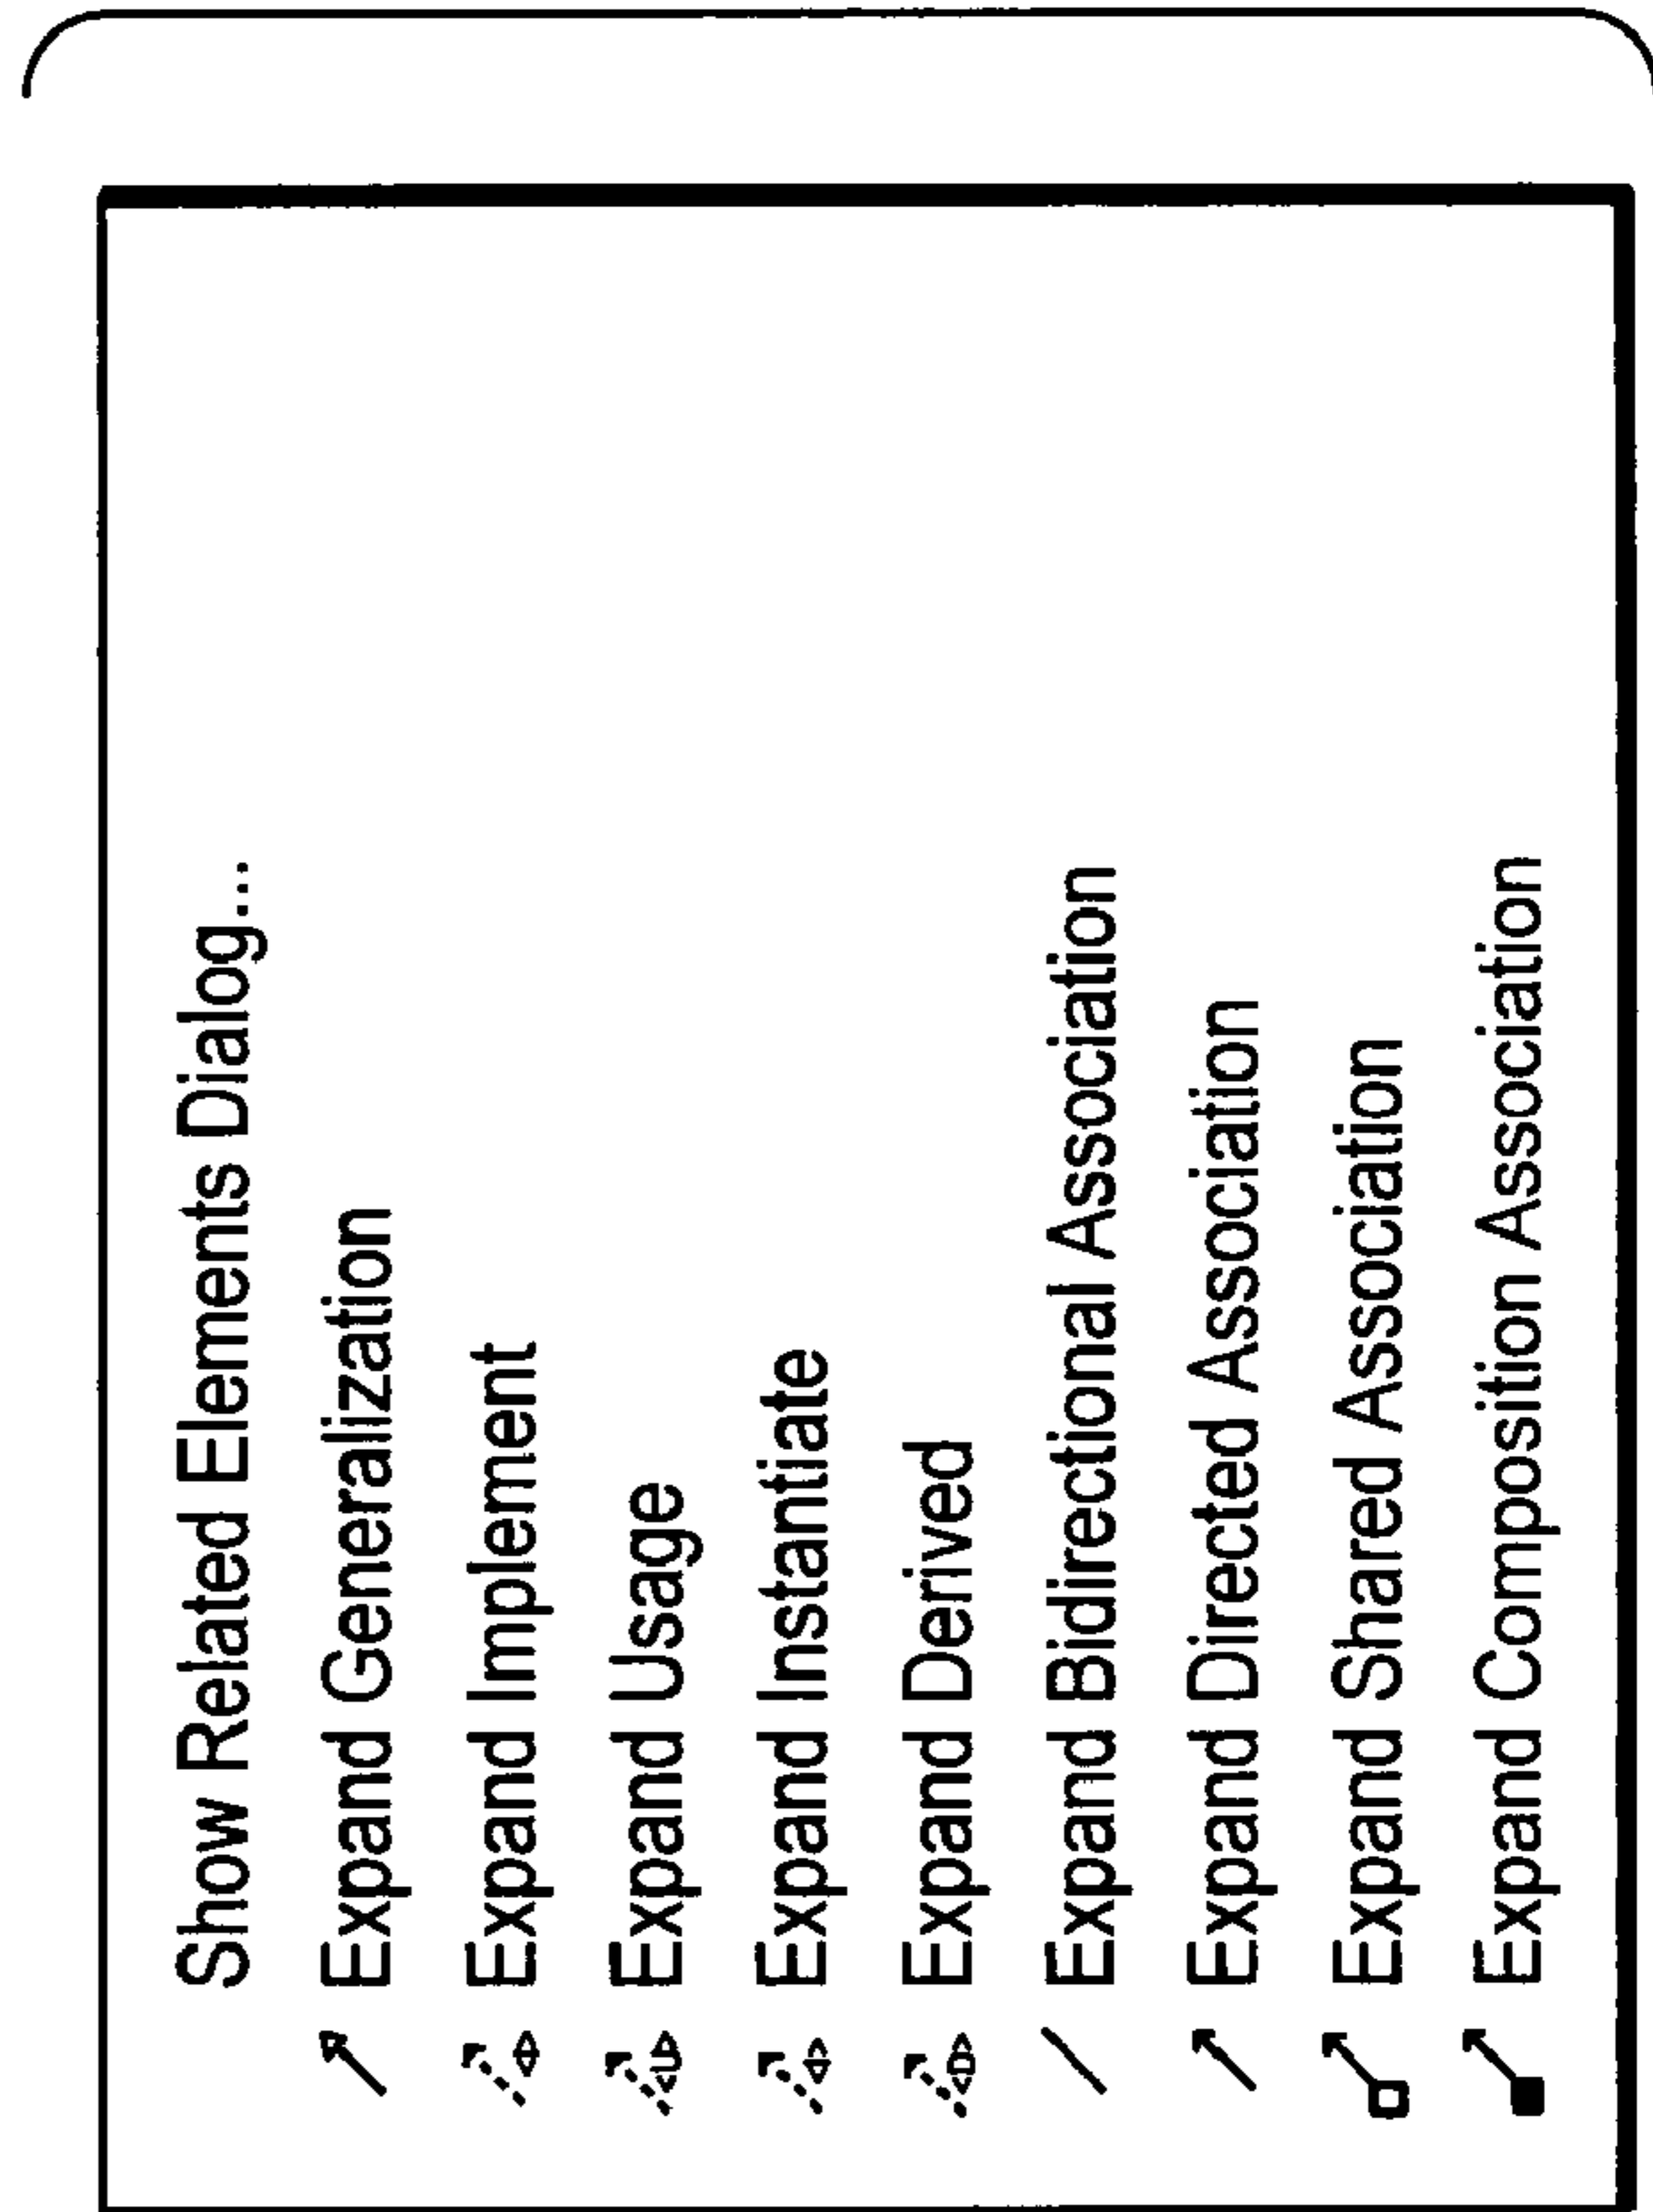 Show Related Elements Dialog...
Expand Generalization
Expand Implement
Expand Usage
Expand Instantiate
Expand Derived
Expand Bidirectional Association
Expand Directed Association
Expand Shared Association
Expand Composition Association